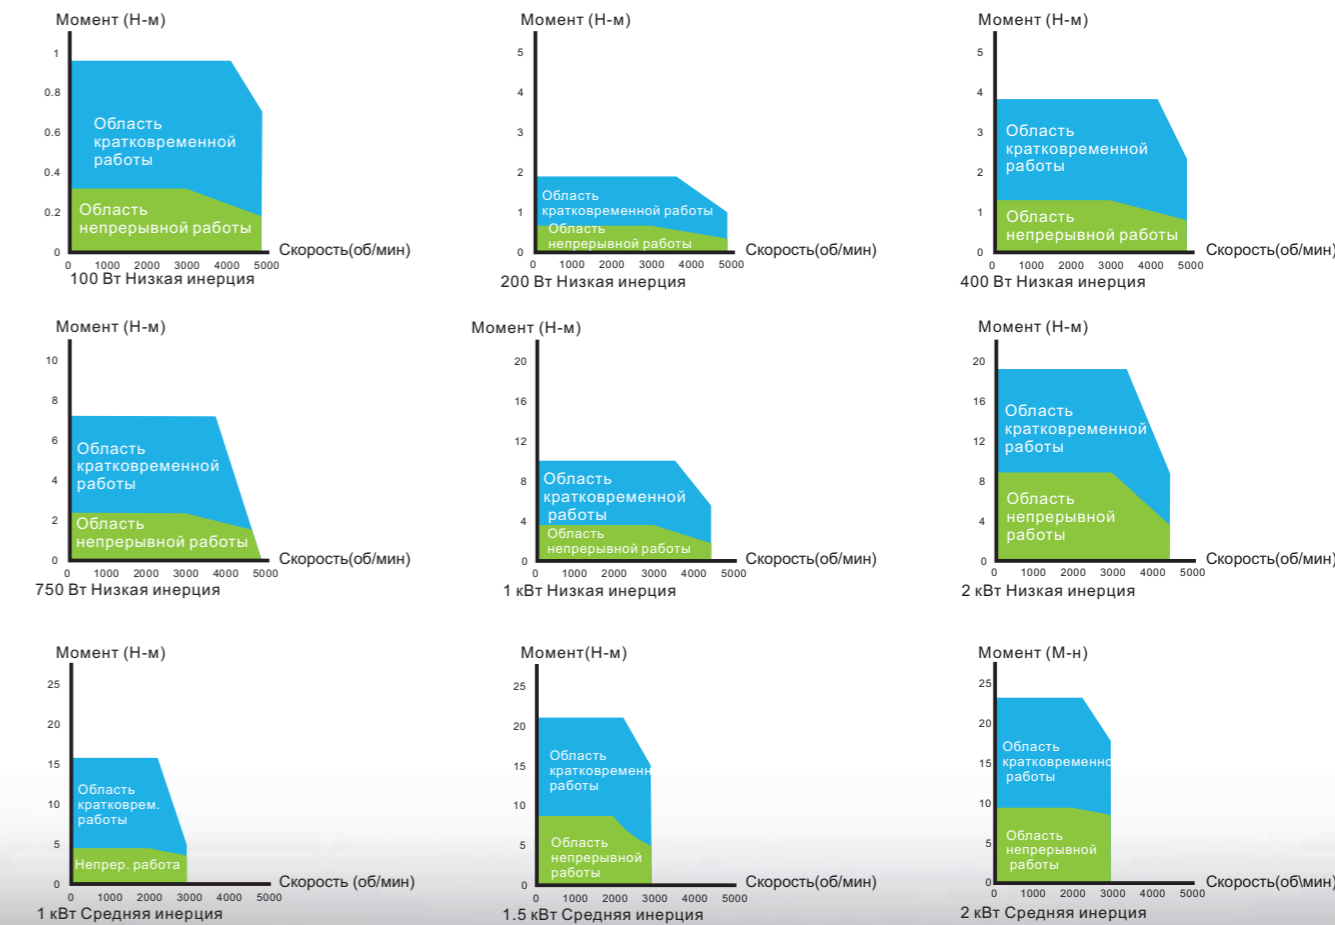 Момент (Н-м)
1
0.8
0.6
0.4
0.2
0
Область
кратковременной
работы
Область
непрерывной работы
Скорость(об/мин)
0 1000 2000 3000 4000 5000
100 Вт Низкая инерция
Момент (Н-м)
5
4
3
2
1
0
Область
кратковременной работы
Область
непрерывной работы
Скорость(об/мин)
0 1000 2000 3000 4000 5000
200 Вт Низкая инерция
Момент (Н-м)
5
4
3
2
1
0
Область
кратковременной
работы
Область
непрерывной работы
Скорость(об/мин)
0 1000 2000 3000 4000 5000
400 Вт Низкая инерция
Момент (Н-м)
10
8
6
4
2
0
Область
кратковременной
работы
Область
непрерывной работы
Скорость(об/мин)
0 1000 2000 3000 4000 5000
750 Вт Низкая инерция
Момент (Н-м)
20
16
12
8
4
0
Область
кратковременной
работы
Область
непрерывной работы
Скорость(об/мин)
0 1000 2000 3000 4000 5000
1 кВт Низкая инерция
Момент (Н-м)
20
16
12
8
4
0
Область
кратковременной
работы
Область
непрерывной
работы
Скорость(об/мин)
0 1000 2000 3000 4000 5000
2 кВт Низкая инерция
Момент (Н-м)
25
20
15
10
5
0
Область
кратковрем.
работы
Непрер. работа
Скорость (об/мин)
0 1000 2000 3000 4000 5000
1 кВт Средняя инерция
Момент(Н-м)
25
20
15
10
5
0
Область
кратковременн
работы
Область
непрерывной
работы
Скорость(об/мин)
0 1000 2000 3000 4000 5000
1.5 кВт Средняя инерция
Момент (М-н)
25
20
15
10
5
0
Область
кратковременно
работы
Область
непрерывной
работы
Скорость(об\мин)
0 1000 2000 3000 4000 5000
2 кВт Средняя инерция